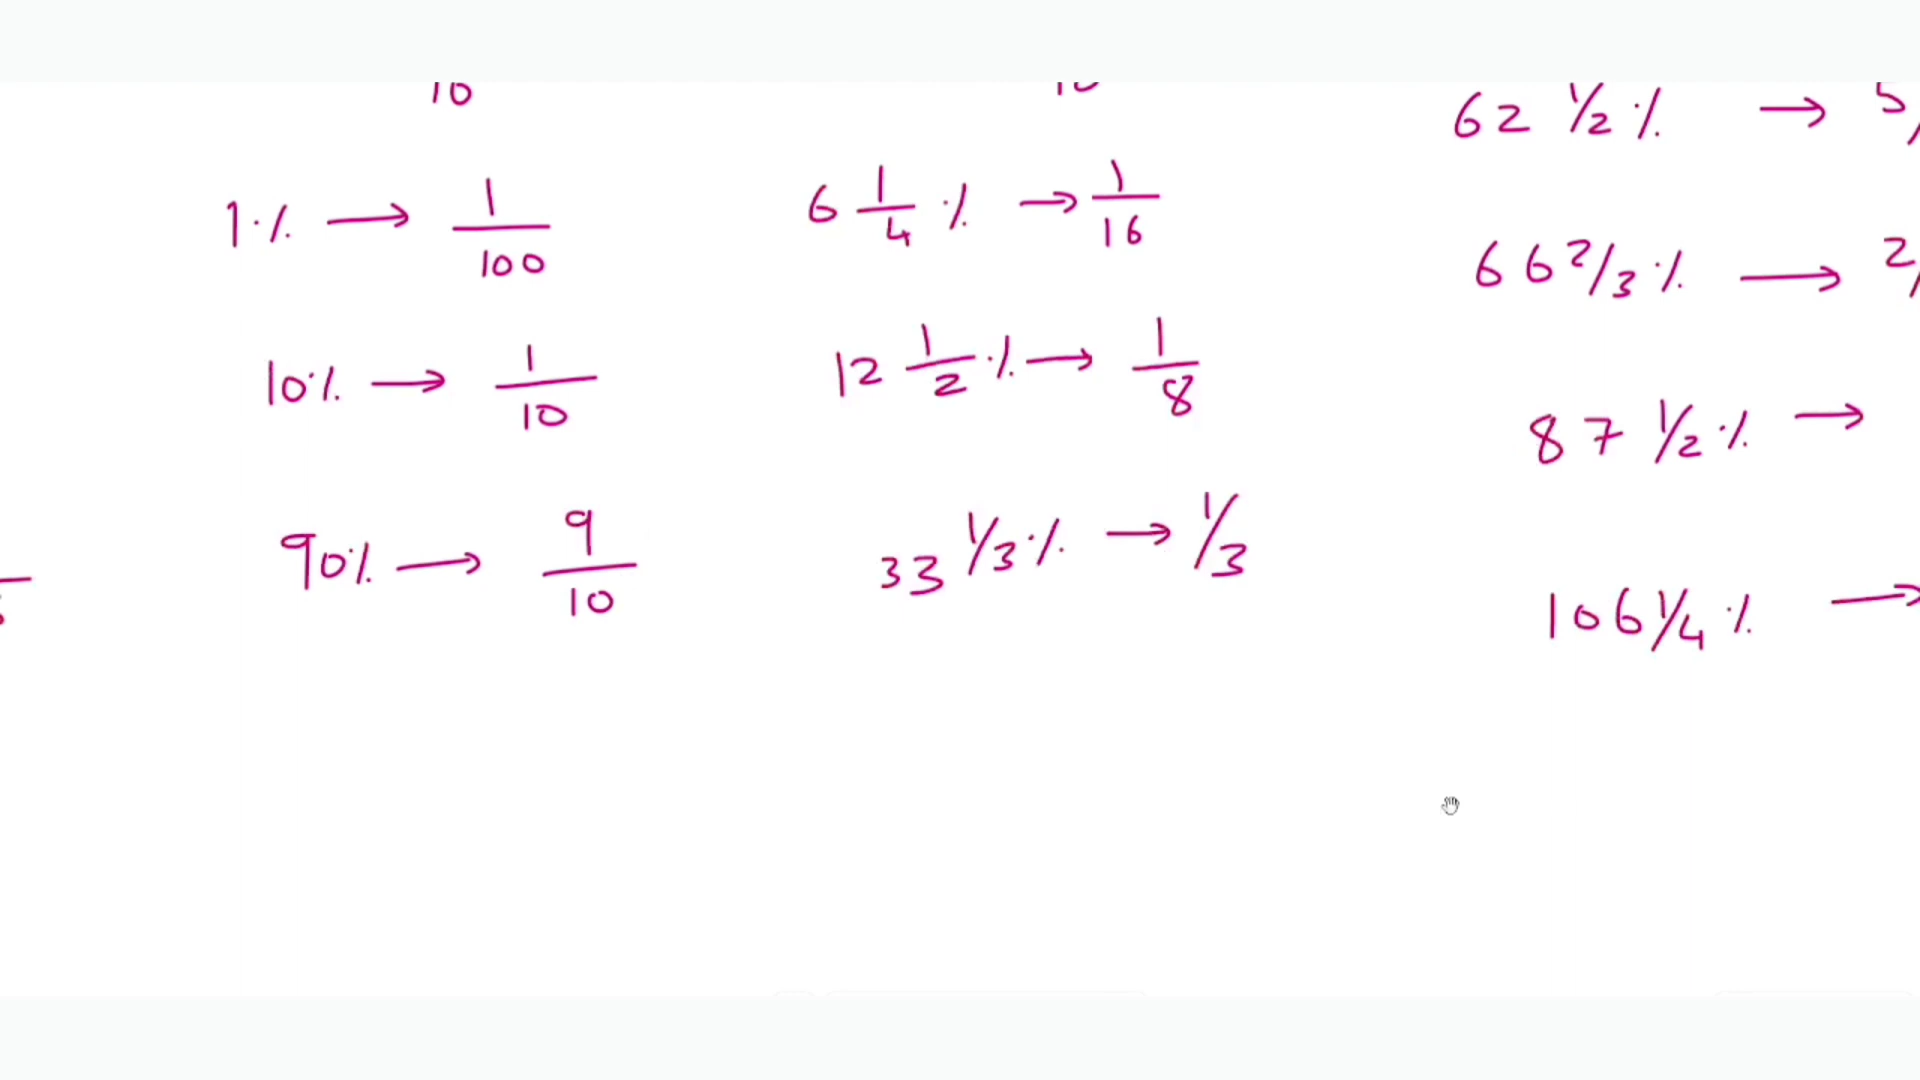 1% → 1/100
10% → 1/10
90% → 9/10
6 1/4 % → 1/16
12 1/2 % → 1/8
33 1/3 % → 1/3
62 1/2 % →
66 2/3 % → 2/
87 1/2 % →
106 1/4 % →